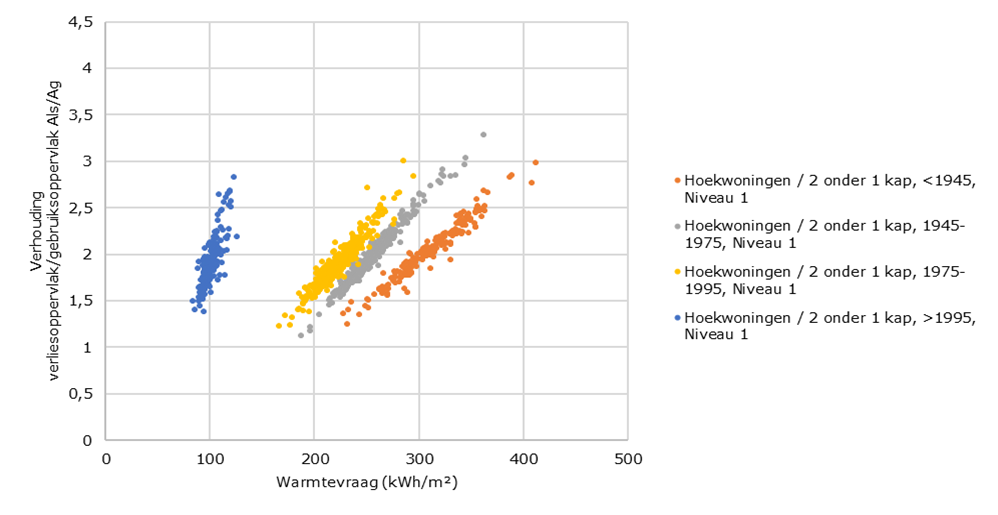 4,5
4
3,5
3
2,5
2
1,5
1
0,5
0
0 100 200 300 400 500
Verhouding
verliesoppervlak/gebruiksoppervlak Als/Ag
Warmtevraag (kWh/m²)
Hoekwoningen / 2 onder 1 kap, <1945,
Niveau 1
Hoekwoningen / 2 onder 1 kap, 1945-
1975, Niveau 1
Hoekwoningen / 2 onder 1 kap, 1975-
1995, Niveau 1
Hoekwoningen / 2 onder 1 kap, >1995,
Niveau 1